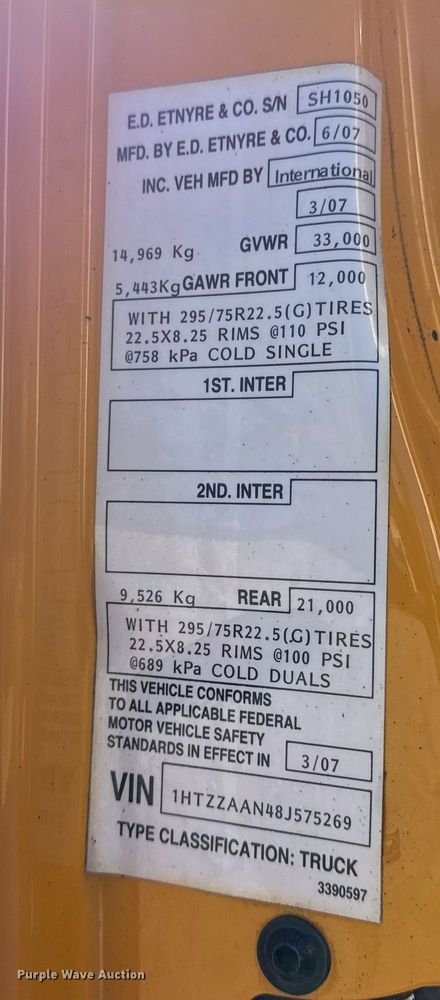 E.D. ETNYRE & CO. S/N SH1050
MFD. BY E.D. ETNYRE & CO. 6/07
INC. VEH MFD BY International
3/07
14,969 Kg GVWR 33,000
5,443Kg GAWR FRONT 12,000
WITH 295/75R22.5(G)TIRES
22.5X8.25 RIMS @110 PSI
@758 kPa COLD SINGLE
1ST. INTER
2ND. INTER
9,526 Kg REAR 21,000
WITH 295/75R22.5(G)TIRES
22.5X8.25 RIMS @100 PSI
@689 kPa COLD DUALS
THIS VEHICLE CONFORMS
TO ALL APPLICABLE FEDERAL
MOTOR VEHICLE SAFETY
STANDARDS IN EFFECT IN 3/07
VIN 1HTZZAAN48J575269
TYPE CLASSIFICATION: TRUCK
3390597
Purple Wave Auction